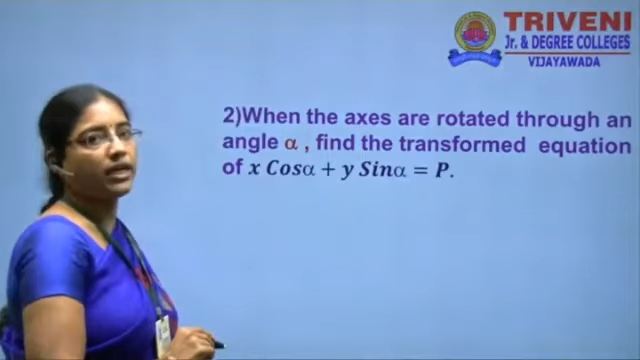 TRIVENI
Jr. & DEGREE COLLEGES
VIJAYAWADA
2)When the axes are rotated through an
angle α , find the transformed equation
of x Cosα + y Sinα = P.